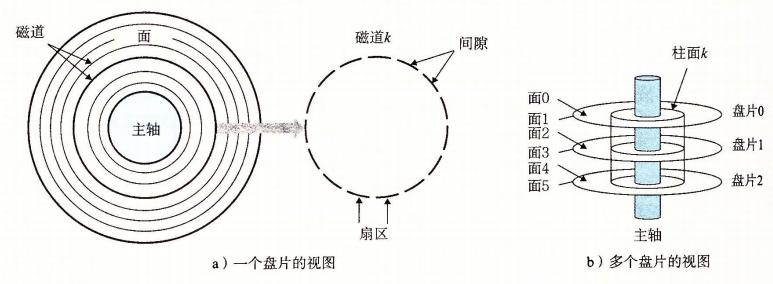 磁道
面
主轴
磁道k
间隙
扇区
a）一个盘片的视图
柱面k
面0
面1
面2
面3
面4
面5
盘片0
盘片1
盘片2
主轴
b）多个盘片的视图